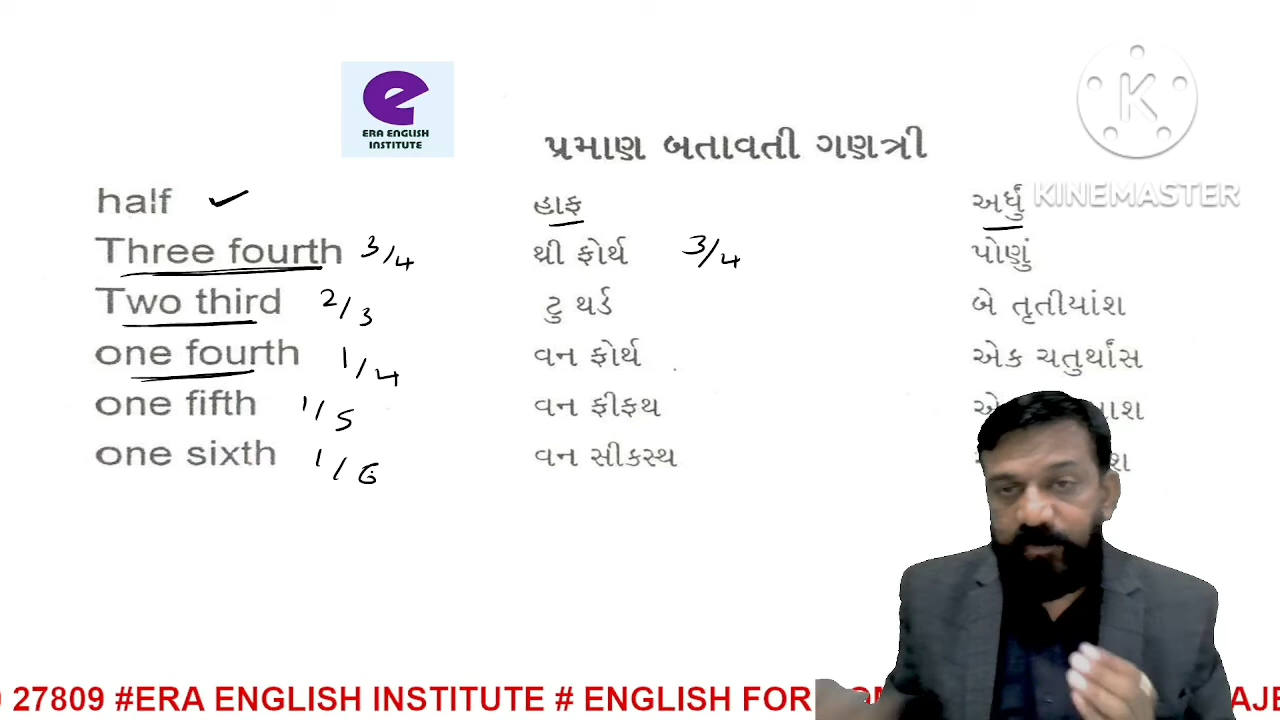 e
ERA ENGLISH
INSTITUTE
K
KINEMASTER
પ્રમાણ બતાવતી ગણત્રી
half હાફ અર્ધું
Three fourth 3/4 થ્રી ફોર્થ 3/4 પોણું
Two third 2/3 ટુ થર્ડ બે તૃતીયાંશ
one fourth 1/4 વન ફોર્થ એક ચતુર્થાંસ
one fifth 1/5 વન ફીફથ
one sixth 1/6 વન સીકસ્થ
27809 #ERA ENGLISH INSTITUTE # ENGLISH FOR